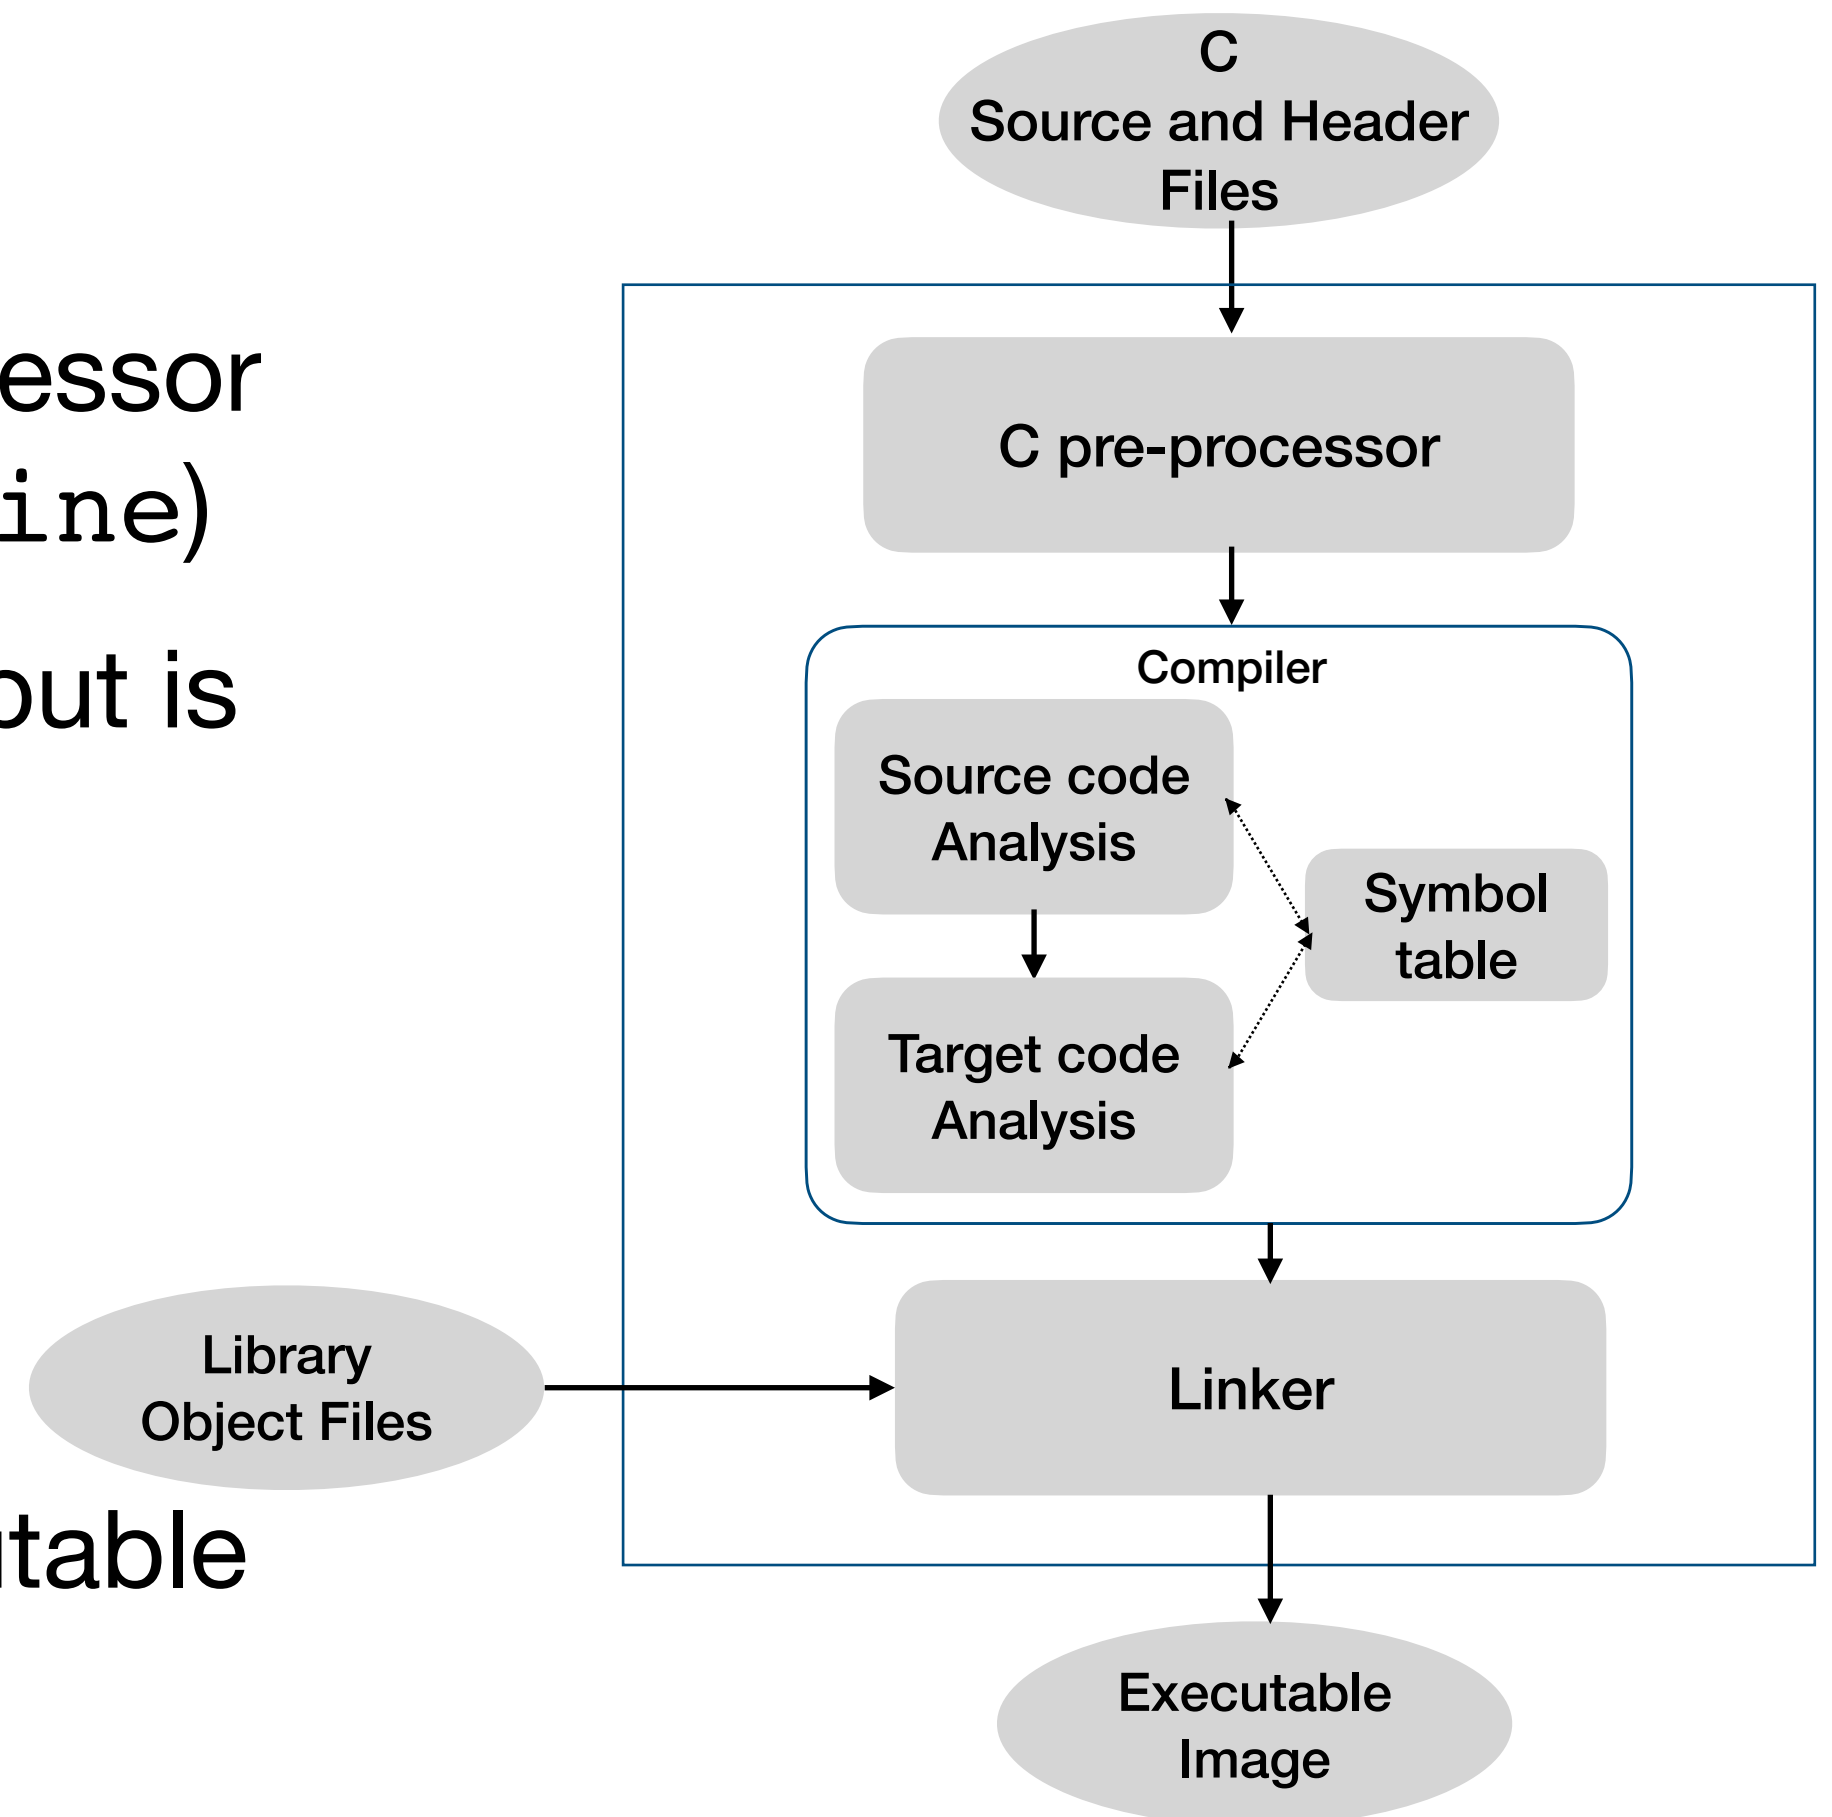 essor
ine)
out is
utable
C
Source and Header
Files
C pre-processor
Compiler
Source code
Analysis
Symbol
table
Target code
Analysis
Library
Object Files
Linker
Executable
Image